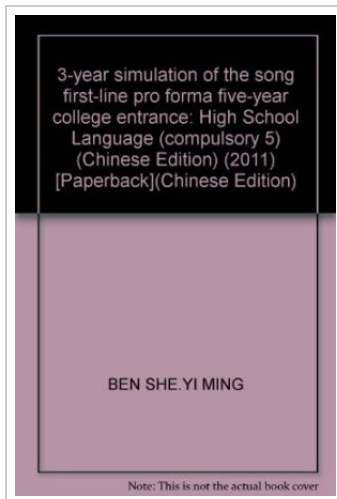 3-year simulation of the song
first-line pro forma five-year
college entrance: High School
Language (compulsory 5)
(Chinese Edition) (2011)
[Paperback](Chinese Edition)
BEN SHE.YI MING
Note: This is not the actual book cover